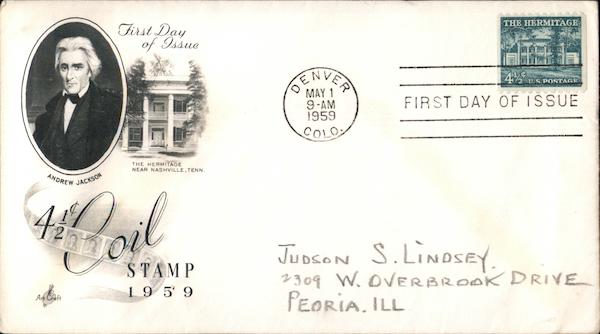 First Day
of Issue
ANDREW JACKSON
THE HERMITAGE
NEAR NASHVILLE, TENN.
4½¢ Coil
STAMP
1959
Art Craft
DENVER
MAY 1
9-AM
1959
COLO.
THE HERMITAGE
4½¢ U.S. POSTAGE
FIRST DAY OF ISSUE
JUDSON S. LINDSEY.
2309 W. OVERBROOK DRIVE
PEORIA. ILL